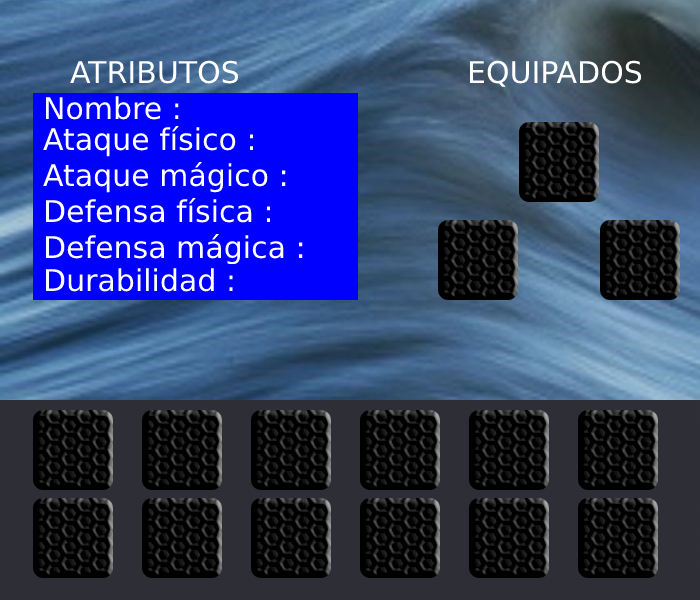 ATRIBUTOS
EQUIPADOS
Nombre :
Ataque físico :
Ataque mágico :
Defensa física :
Defensa mágica :
Durabilidad :